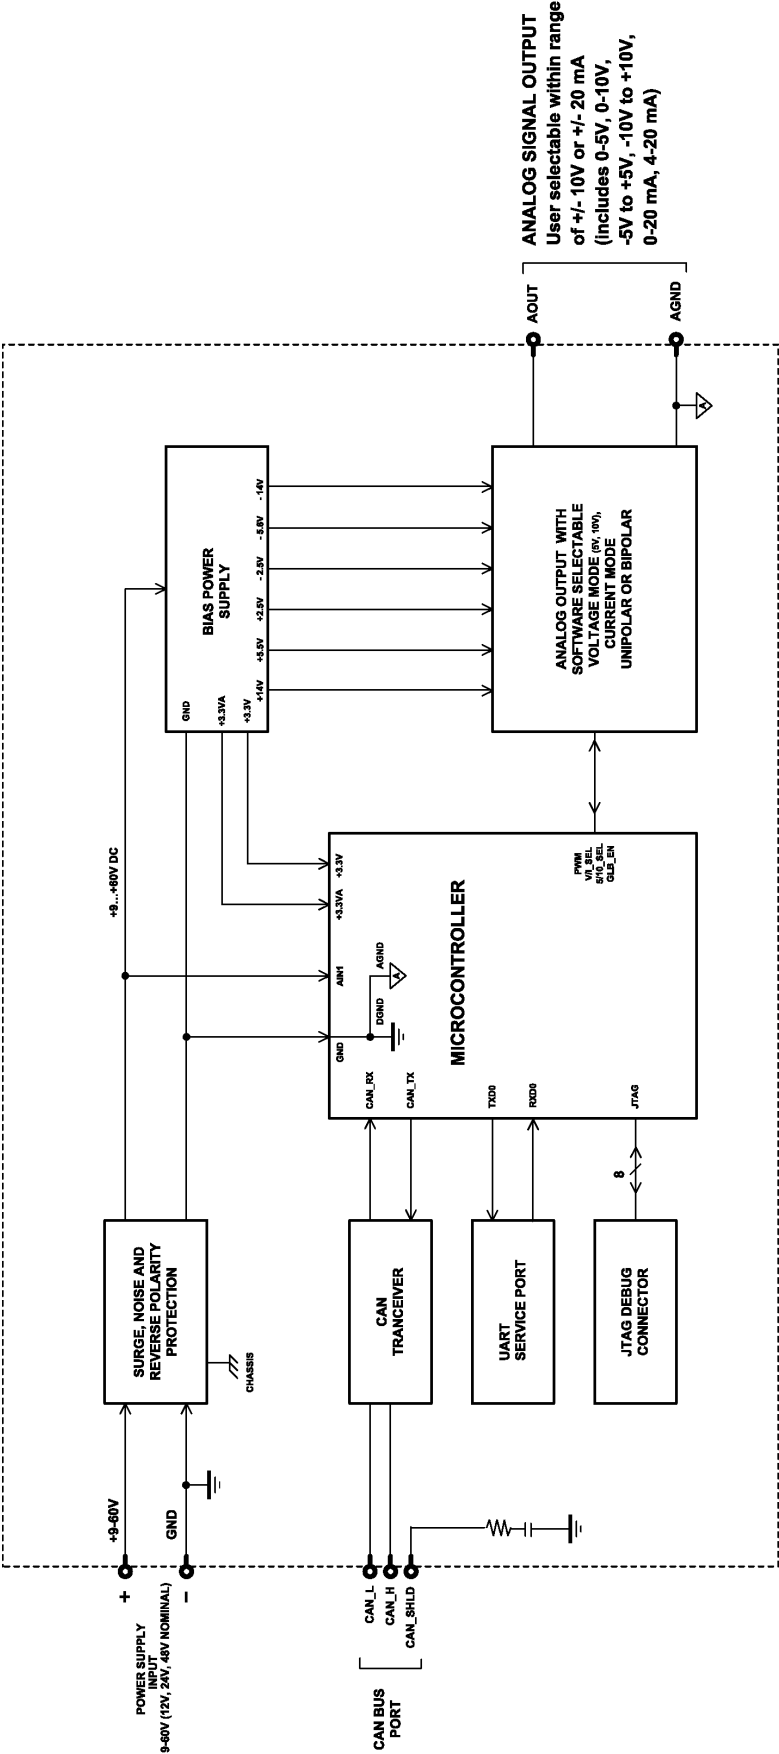 POWER SUPPLY
INPUT
9-60V (12V, 24V, 48V NOMINAL)
+
–
+9-60V
GND
SURGE, NOISE AND
REVERSE POLARITY
PROTECTION
CHASSIS
+9...+60V DC
BIAS POWER
SUPPLY
GND
+3.3VA
+3.3V
+14V
+5.5V
+2.5V
- 2.5V
- 5.6V
- 14V
CAN BUS
PORT
CAN_L
CAN_H
CAN_SHLD
CAN
TRANCEIVER
UART
SERVICE PORT
JTAG DEBUG
CONNECTOR
8
MICROCONTROLLER
GND
AIN1
+3.3VA
+3.3V
DGND
AGND
A
CAN_RX
CAN_TX
TXD0
RXD0
JTAG
PWM
V/I_SEL
5/10_SEL
GLB_EN
ANALOG OUTPUT WITH
SOFTWARE SELECTABLE
VOLTAGE MODE (5V, 10V),
CURRENT MODE
UNIPOLAR OR BIPOLAR
A
AOUT
AGND
ANALOG SIGNAL OUTPUT
User selectable within range
of +/- 10V or +/- 20 mA
(includes 0-5V, 0-10V,
-5V to +5V, -10V to +10V,
0-20 mA, 4-20 mA)